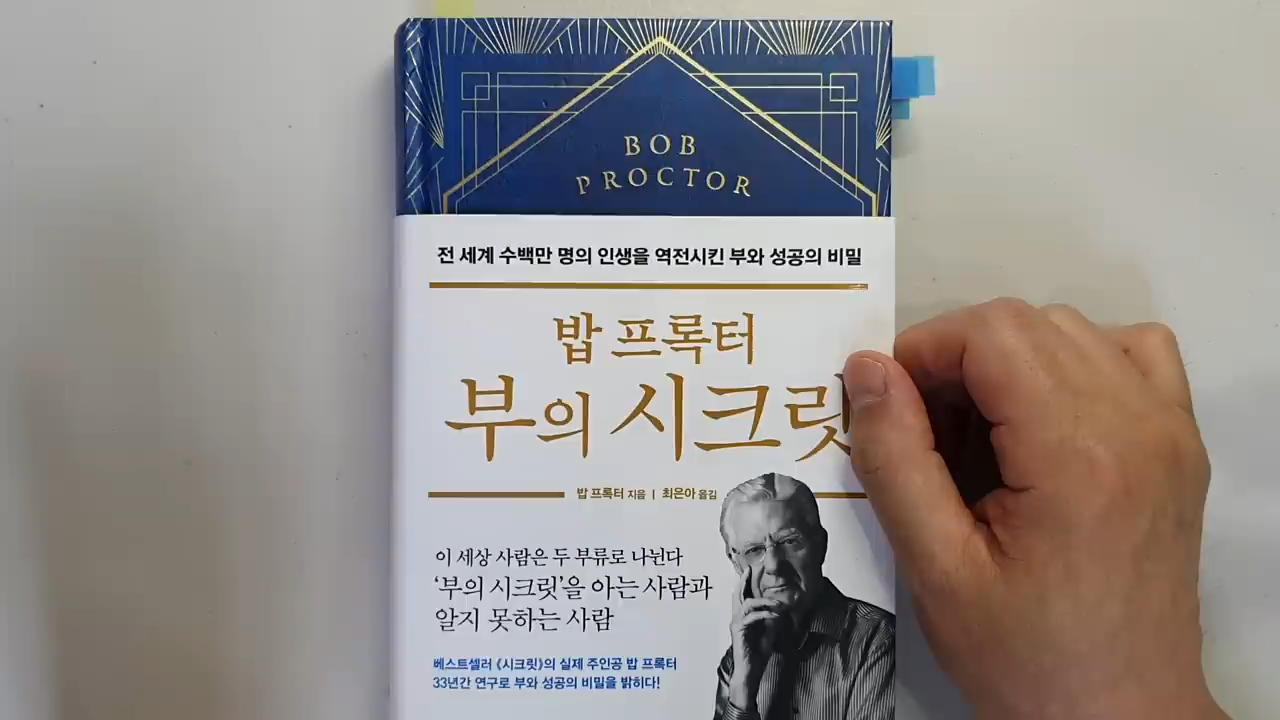 BOB
PROCTOR
전 세계 수백만 명의 인생을 역전시킨 부와 성공의 비밀
밥 프록터
부의 시크릿
밥 프록터 지음 | 최은아 옮김
이 세상 사람은 두 부류로 나뉜다
‘부의 시크릿’을 아는 사람과
알지 못하는 사람
베스트셀러 《시크릿》의 실제 주인공 밥 프록터
33년간 연구로 부와 성공의 비밀을 밝히다!